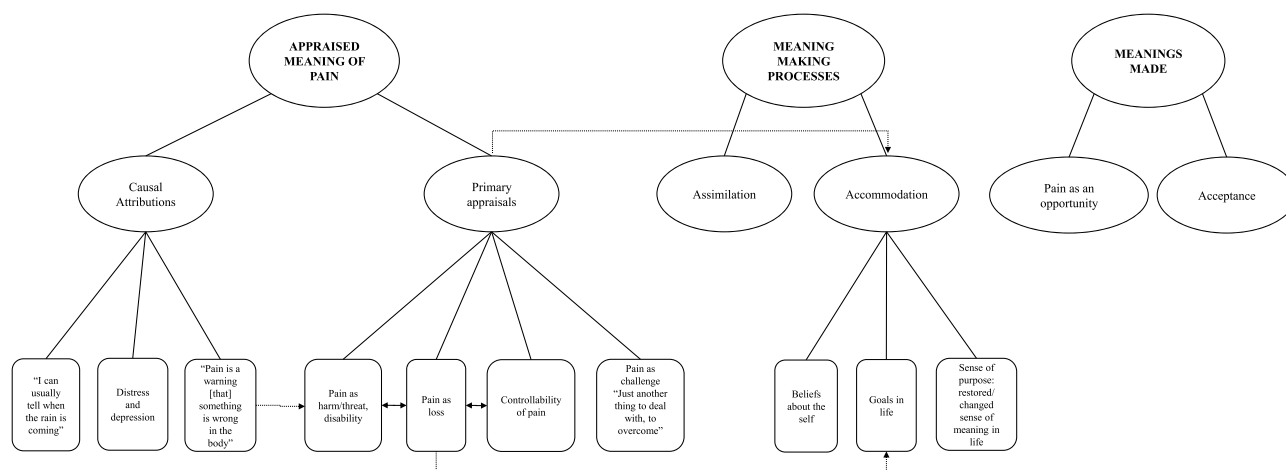 APPRAISED
MEANING OF
PAIN
MEANING
MAKING
PROCESSES
MEANINGS
MADE
Causal
Attributions
Primary
appraisals
Assimilation
Accommodation
Pain as an
opportunity
Acceptance
“I can
usually
tell when
the rain is
coming”
Distress
and
depression
“Pain is a
warning
[that]
something
is wrong
in the
body”
Pain as
harm/threat,
disability
Pain as
loss
Controllability
of pain
Pain as
challenge
“Just another
thing to deal
with, to
overcome”
Beliefs
about the
self
Goals in
life
Sense of
purpose:
restored/
changed
sense of
meaning in
life